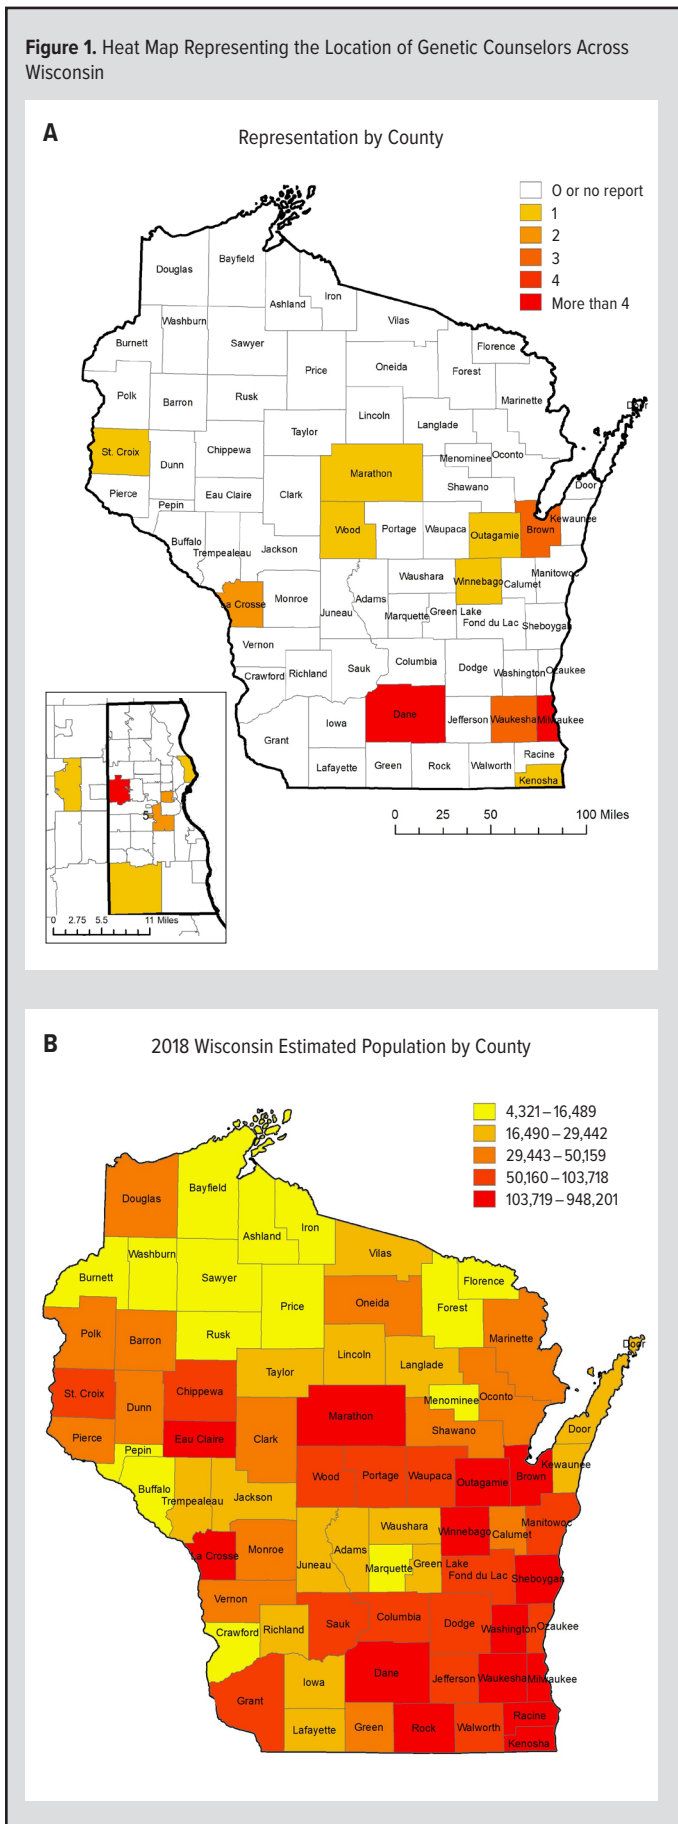 Figure 1. Heat Map Representing the Location of Genetic Counselors Across
Wisconsin
A
Representation by County
0 or no report
1
2
3
4
More than 4
Douglas
Bayfield
Ashland
Iron
Vilas
Washburn
Burnett
Sawyer
Price
Oneida
Florence
Forest
Marinette
Polk
Barron
Rusk
Lincoln
Langlade
Taylor
Door
St. Croix
Dunn
Chippewa
Marathon
Menominee
Oconto
Shawano
Door
Pierce
Pepin
Eau Claire
Clark
Wood
Portage
Waupaca
Outagamie
Brown
Kewaunee
Buffalo
Trempealeau
Jackson
Waushara
Winnebago
Calumet
Manitowoc
La Crosse
Monroe
Juneau
Adams
Marquette
Green Lake
Fond du Lac
Sheboygan
Vernon
Crawford
Richland
Sauk
Columbia
Dodge
Washington
Ozaukee
Grant
Iowa
Dane
Jefferson
Waukesha
Milwaukee
Lafayette
Green
Rock
Walworth
Racine
Kenosha
0 25 50 100 Miles
5
0 2.75 5.5 11 Miles
B
2018 Wisconsin Estimated Population by County
4,321–16,489
16,490–29,442
29,443–50,159
50,160–103,718
103,719–948,201
Douglas
Bayfield
Ashland
Iron
Vilas
Washburn
Burnett
Sawyer
Price
Oneida
Florence
Forest
Marinette
Polk
Barron
Rusk
Lincoln
Langlade
Taylor
Door
St. Croix
Dunn
Chippewa
Marathon
Menominee
Oconto
Shawano
Door
Pierce
Pepin
Eau Claire
Clark
Wood
Portage
Waupaca
Outagamie
Brown
Kewaunee
Buffalo
Trempealeau
Jackson
Waushara
Winnebago
Calumet
Manitowoc
La Crosse
Monroe
Juneau
Adams
Marquette
Green Lake
Fond du Lac
Sheboygan
Vernon
Crawford
Richland
Sauk
Columbia
Dodge
Washington
Ozaukee
Grant
Iowa
Dane
Jefferson
Waukesha
Milwaukee
Lafayette
Green
Rock
Walworth
Racine
Kenosha